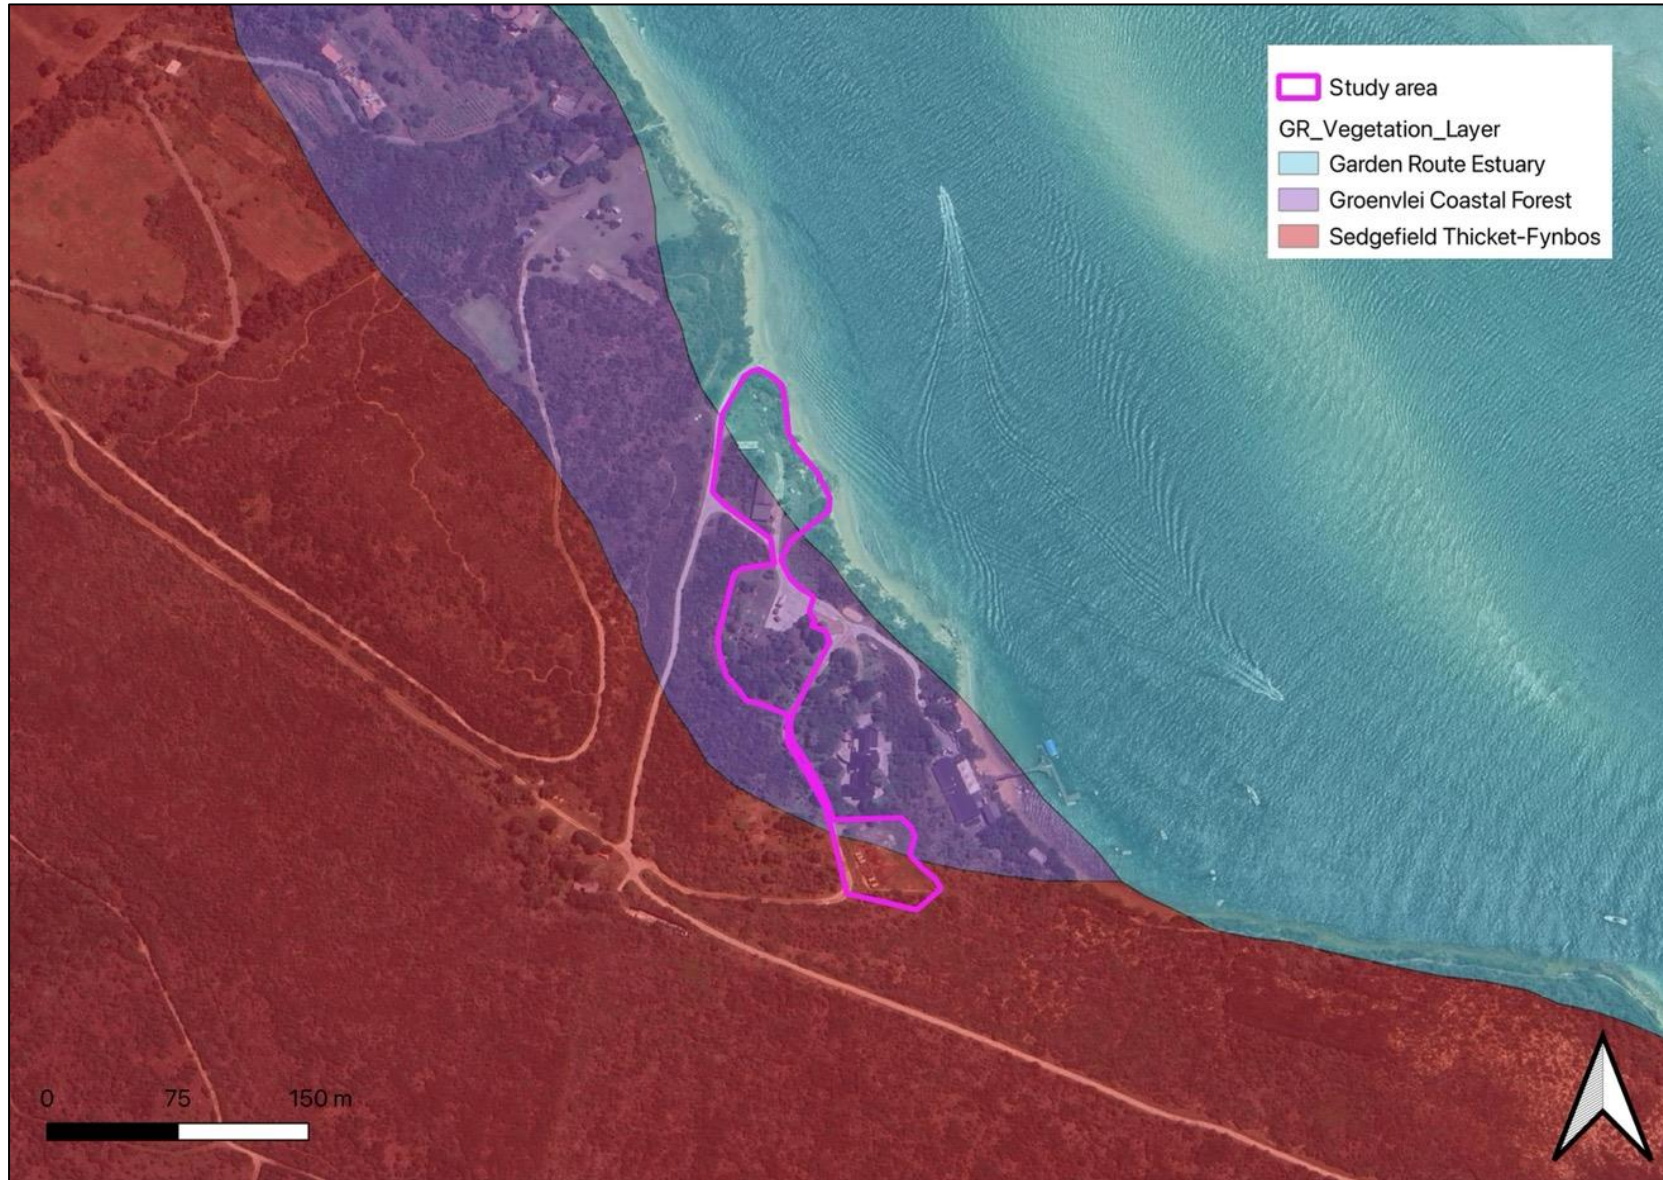 Study area
GR_Vegetation_Layer
Garden Route Estuary
Groenvlei Coastal Forest
Sedgefield Thicket-Fynbos
0 75 150 m